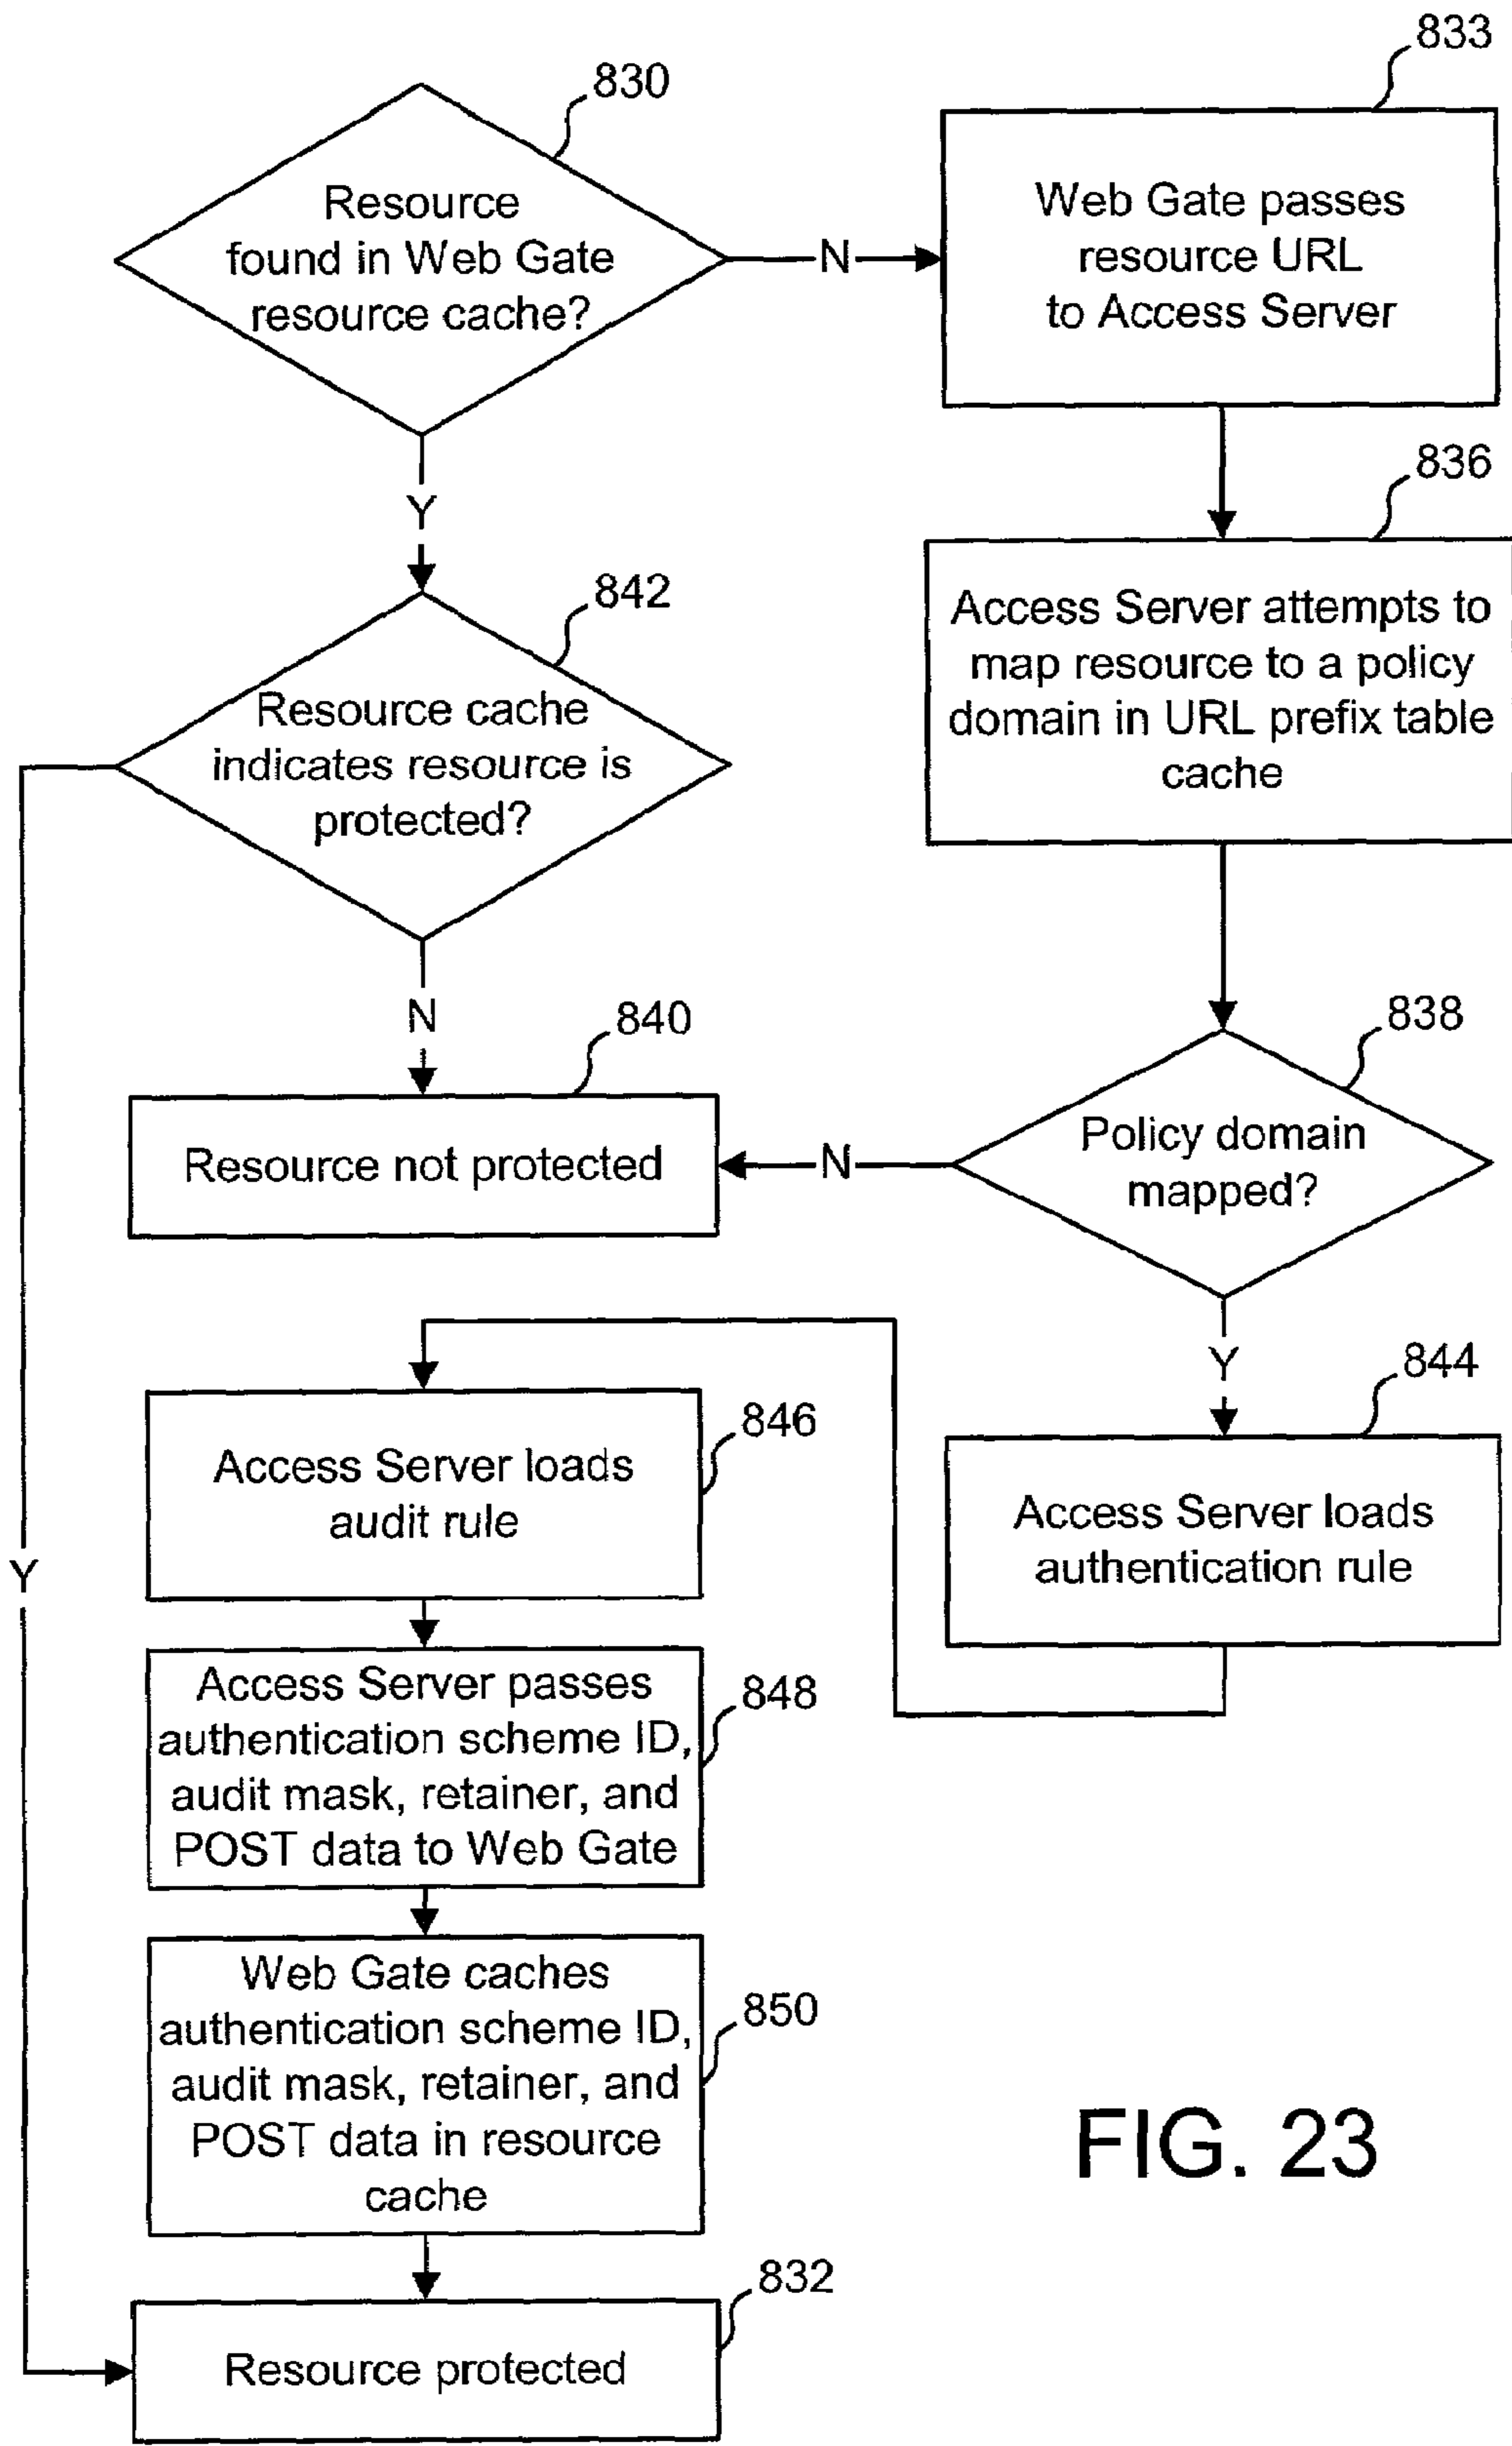 830
Resource
found in Web Gate
resource cache?
N
833
Web Gate passes
resource URL
to Access Server
Y
836
Access Server attempts to
map resource to a policy
domain in URL prefix table
cache
842
Resource cache
indicates resource is
protected?
N
838
Policy domain
mapped?
N
840
Resource not protected
Y
844
Access Server loads
authentication rule
846
Access Server loads
audit rule
Y
848
Access Server passes
authentication scheme ID,
audit mask, retainer, and
POST data to Web Gate
850
Web Gate caches
authentication scheme ID,
audit mask, retainer, and
POST data in resource
cache
832
Resource protected
FIG. 23